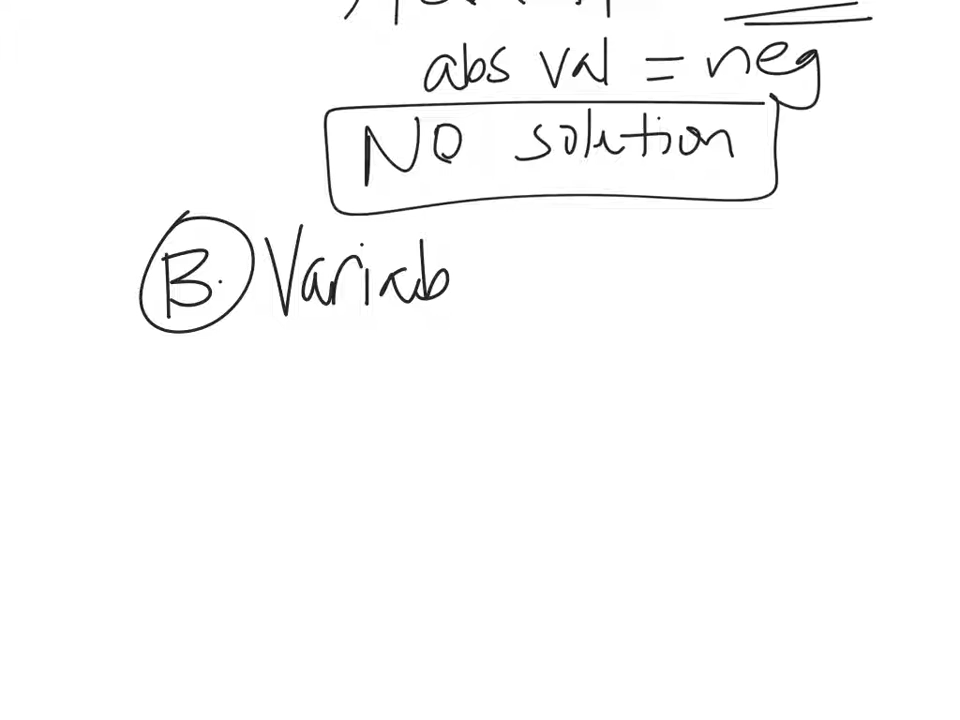 abs val = neg
NO solution
B. Variab